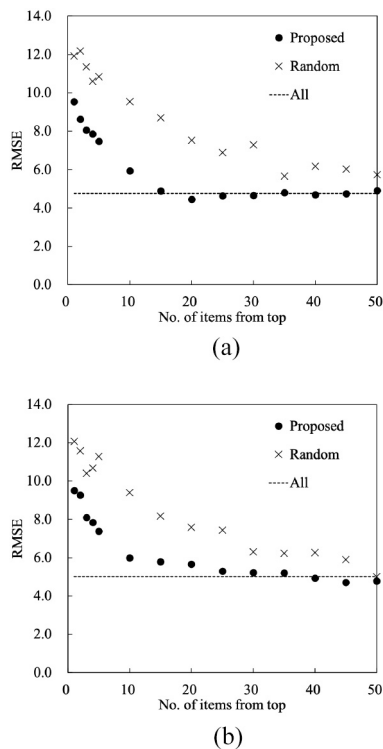 14.0
12.0
10.0
8.0
6.0
4.0
2.0
0.0
RMSE
Proposed
Random
All
0 10 20 30 40 50
No. of items from top
(a)
14.0
12.0
10.0
8.0
6.0
4.0
2.0
0.0
RMSE
Proposed
Random
All
0 10 20 30 40 50
No. of items from top
(b)